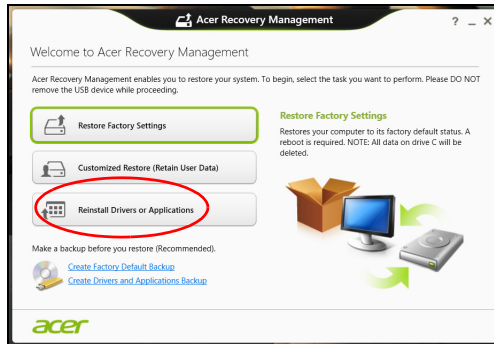 Acer Recovery Management
? _ X
Welcome to Acer Recovery Management
Acer Recovery Management enables you to restore your system. To begin, select the task you want to perform. Please DO NOT
remove the USB device while proceeding.
Restore Factory Settings
Customized Restore (Retain User Data)
Reinstall Drivers or Applications
Restore Factory Settings
Restores your computer to its factory default status. A
reboot is required. NOTE: All data on drive C will be
deleted.
Make a backup before you restore (Recommended).
Create Factory Default Backup
Create Drivers and Applications Backup
acer